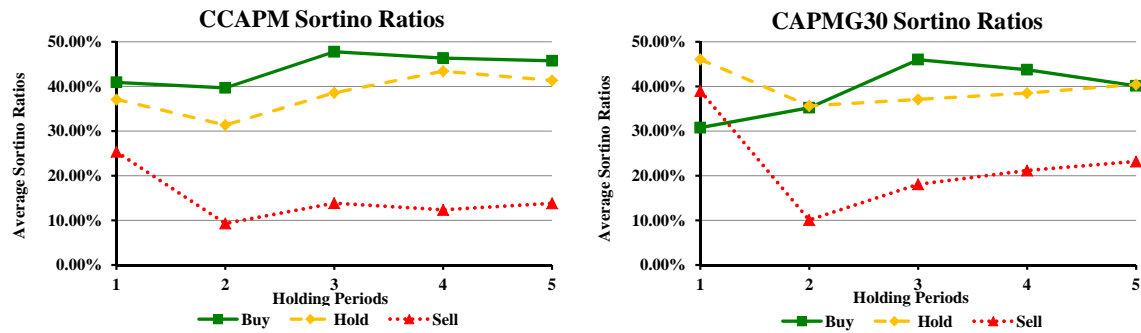 CCAPM Sortino Ratios
Average Sortino Ratios
50.00%
40.00%
30.00%
20.00%
10.00%
0.00%
1 2 3 4 5
Holding Periods
Buy Hold Sell
CAPMG30 Sortino Ratios
Average Sortino Ratios
50.00%
40.00%
30.00%
20.00%
10.00%
0.00%
1 2 3 4 5
Holding Periods
Buy Hold Sell